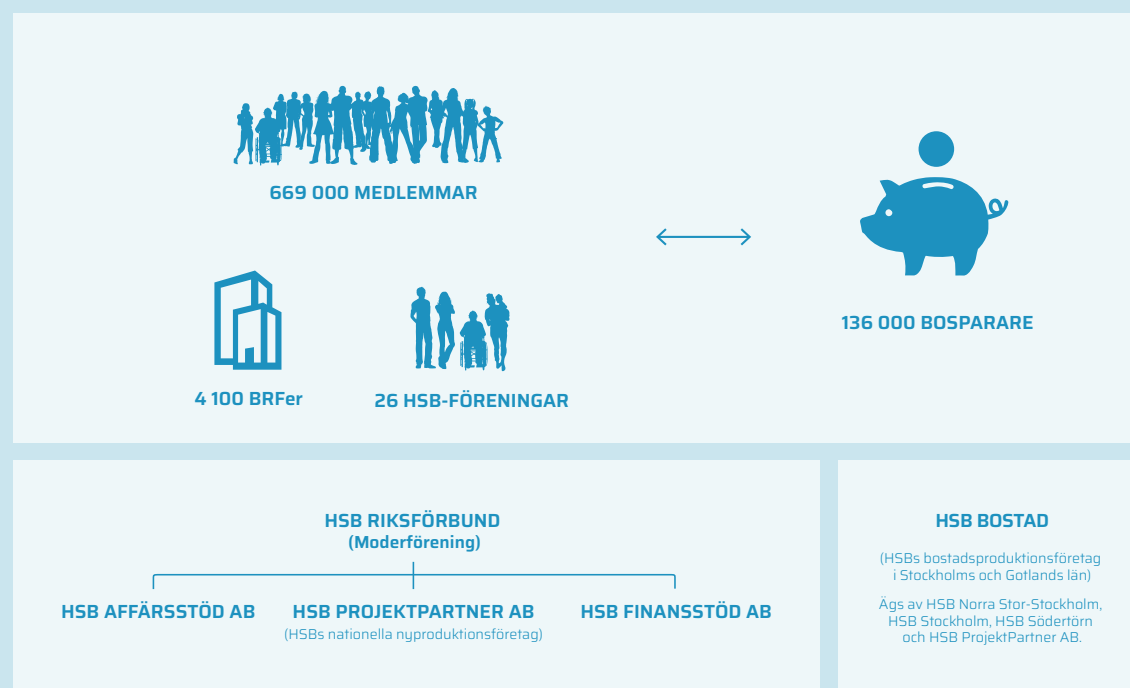 669 000 MEDLEMMAR
136 000 BOSPARARE
4 100 BRFer
26 HSB-FÖRENINGAR
HSB RIKSFÖRBUND
(Moderförening)
HSB AFFÄRSSTÖD AB
HSB PROJEKTPARTNER AB
(HSBs nationella nyproduktionsföretag)
HSB FINANSSTÖD AB
HSB BOSTAD
(HSBs bostadsproduktionsföretag
i Stockholms och Gotlands län)
Ägs av HSB Norra Stor-Stockholm,
HSB Stockholm, HSB Södertörn
och HSB ProjektPartner AB.